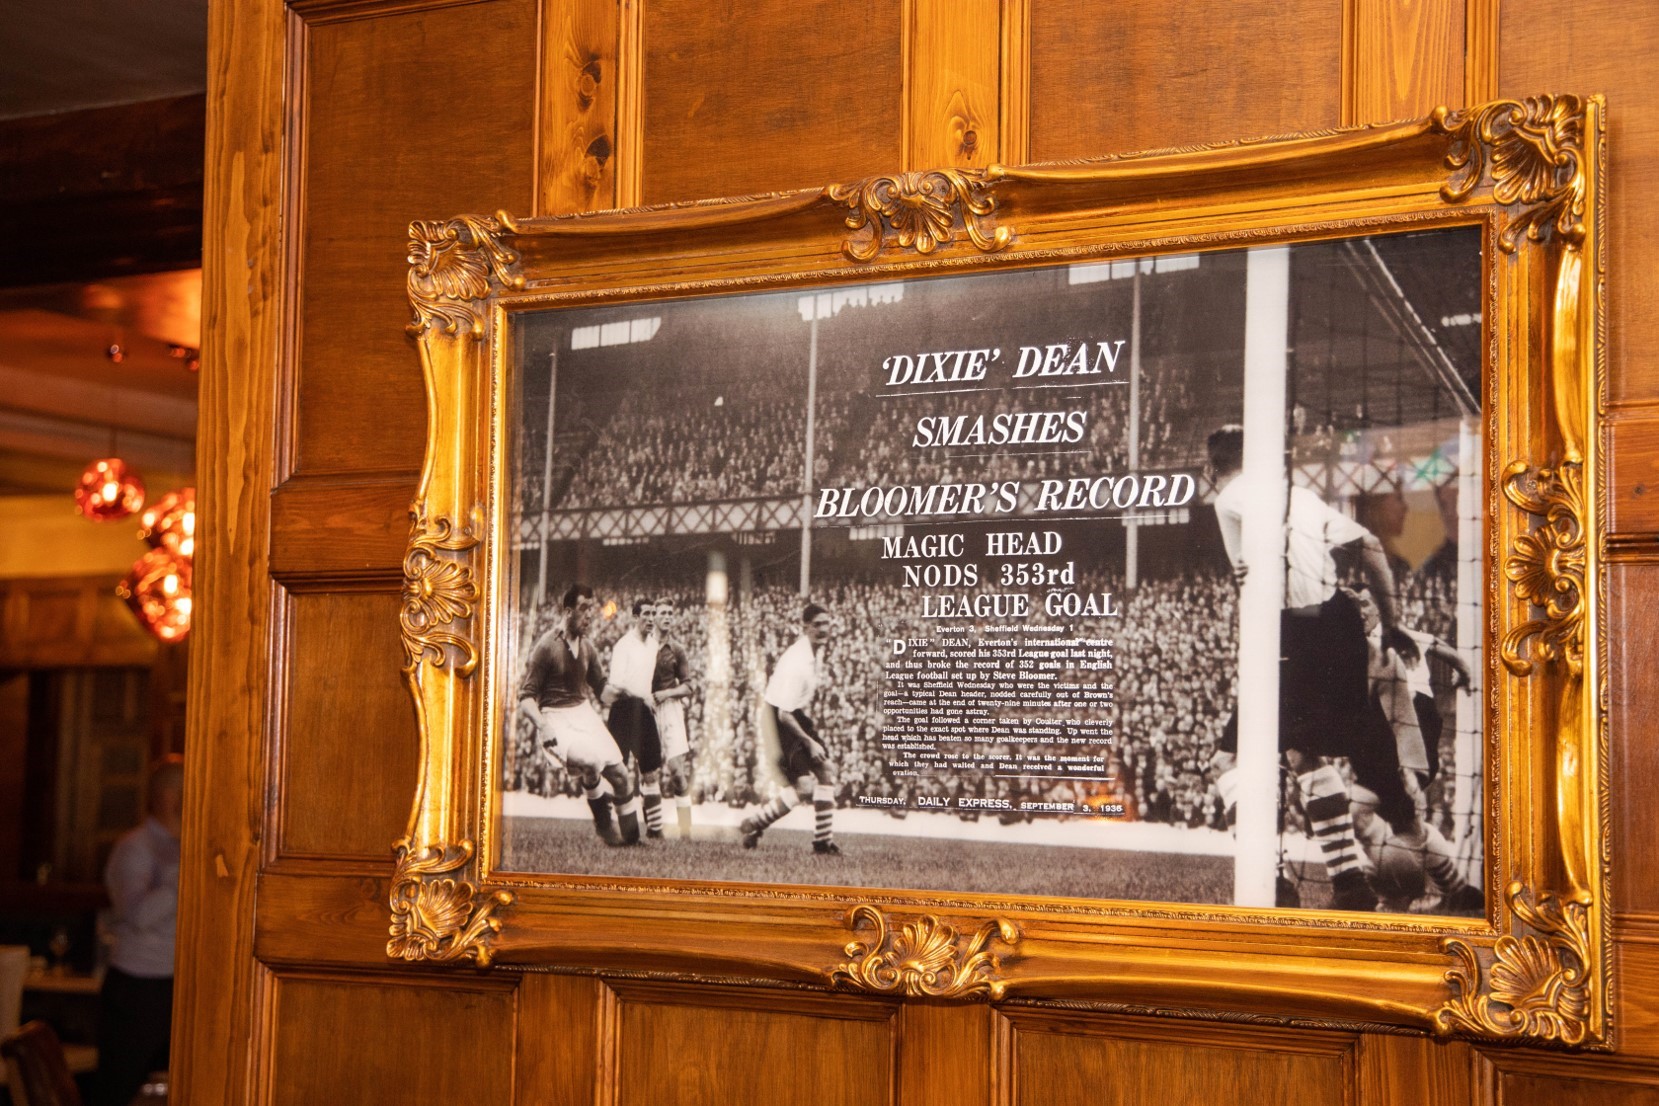 ‘DIXIE’ DEAN
SMASHES
BLOOMER’S RECORD
MAGIC HEAD
NODS 353rd
LEAGUE GOAL
Everton 3, Sheffield Wednesday 1
"DIXIE" DEAN, Everton's international centre
forward, scored his 353rd League goal last night,
and thus broke the record of 352 goals in English
League football set up by Steve Bloomer.
It was Sheffield Wednesday who were the victims and the
goal—a typical Dean header, nodded carefully out of Brown's
reach—came at the end of twenty-nine minutes after one or two
opportunities had gone astray.
The goal followed a corner taken by Coulter who cleverly
placed to the exact spot where Dean was standing. Up went the
head which has beaten so many goalkeepers and the new record
was established.
The crowd rose to the scorer. It was the moment for
which they had waited and Dean received a wonderful
ovation.
THURSDAY, DAILY EXPRESS, SEPTEMBER 3, 1936